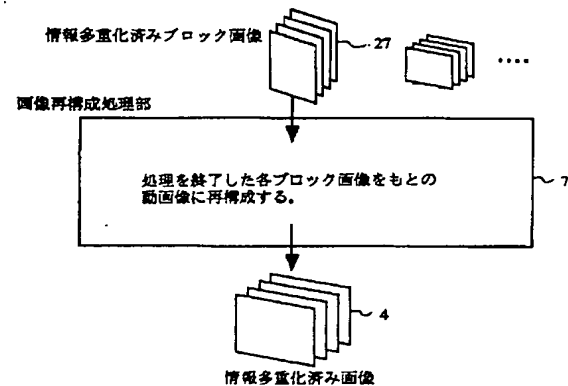 情報多重化済みブロック画像
27
‥‥
画像再構成処理部
処理を終了した各ブロック画像をもとの
動画像に再構成する。
7
4
情報多重化済み画像